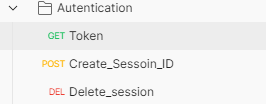 Autentication
GET Token
POST Create_Sessoin_ID
DEL Delete_session